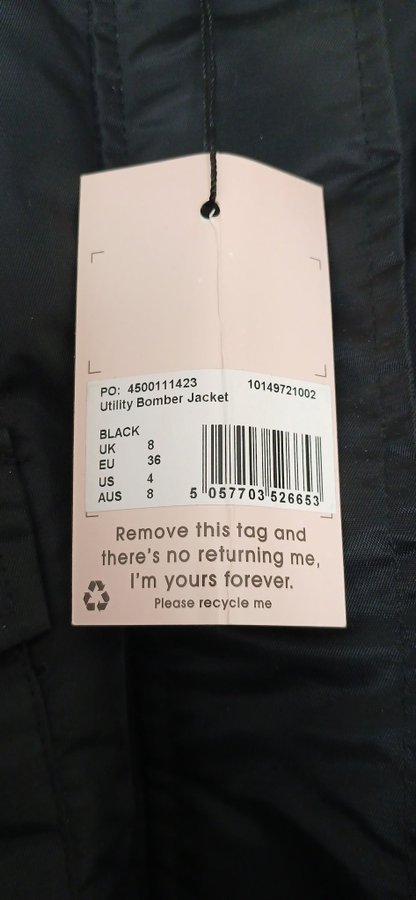 PO: 4500111423 10149721002
Utility Bomber Jacket
BLACK
UK 8
EU 36
US 4
AUS 8
5 057703 526653
Remove this tag and
there's no returning me,
I'm yours forever.
Please recycle me